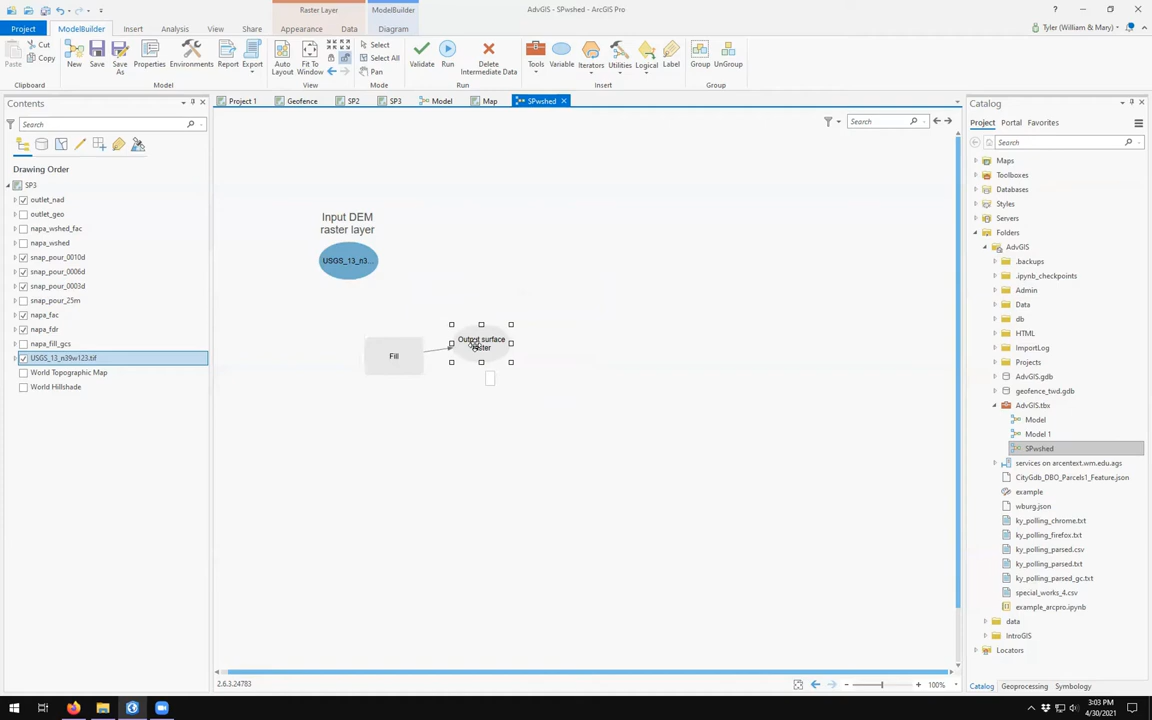 Raster Layer
ModelBuilder
AdvGIS - SPwshed - ArcGIS Pro
?
Project
ModelBuilder
Insert
Analysis
View
Share
Appearance
Data
Diagram
Tyler (William & Mary)
Paste
Cut
Copy
Clipboard
New
Save
Save As
Properties
Environments
Report
Export
Model
Auto Layout
Fit To Window
View
Select
Select All
Pan
Mode
Validate
Run
Delete Intermediate Data
Run
Tools
Variable
Iterators
Utilities
Logical
Label
Insert
Group
UnGroup
Group
Contents
Search
Drawing Order
SP3
outlet_nad
outlet_geo
napa_wshed_fac
napa_wshed
snap_pour_0010d
snap_pour_0006d
snap_pour_0003d
snap_pour_25m
napa_fac
napa_fdr
napa_fill_gcs
USGS_13_n39w123.tif
World Topographic Map
World Hillshade
Project 1
Geofence
SP2
SP3
Model
Map
SPwshed
Search
Input DEM
raster layer
USGS_13_n3...
Fill
Output surface
raster
2.6.3.24783
100%
Catalog
Project
Portal
Favorites
Search
Maps
Toolboxes
Databases
Styles
Servers
Folders
AdvGIS
.backups
.ipynb_checkpoints
Admin
Data
db
HTML
ImportLog
Projects
AdvGIS.gdb
geofence_twd.gdb
AdvGIS.tbx
Model
Model 1
SPwshed
services on arcentext.wm.edu.ags
CityGdb_DBO_Parcels1_Feature.json
example
wburg.json
ky_polling_chrome.txt
ky_polling_firefox.txt
ky_polling_parsed.csv
ky_polling_parsed.txt
ky_polling_parsed_gc.txt
special_works_4.csv
example_arcpro.ipynb
data
IntroGIS
Locators
Catalog
Geoprocessing
Symbology
3:03 PM
4/30/2021